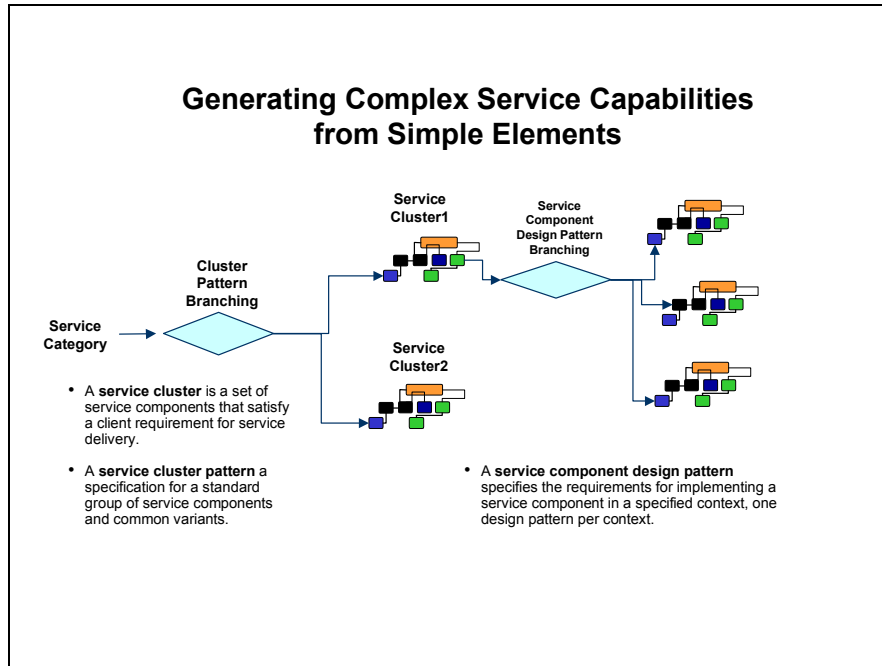 Generating Complex Service Capabilities
from Simple Elements
Service
Cluster1
Service
Component
Design Pattern
Branching
Cluster
Pattern
Branching
Service
Category
Service
Cluster2
• A service cluster is a set of
service components that satisfy
a client requirement for service
delivery.
• A service cluster pattern a
specification for a standard
group of service components
and common variants.
• A service component design pattern
specifies the requirements for implementing a
service component in a specified context, one
design pattern per context.